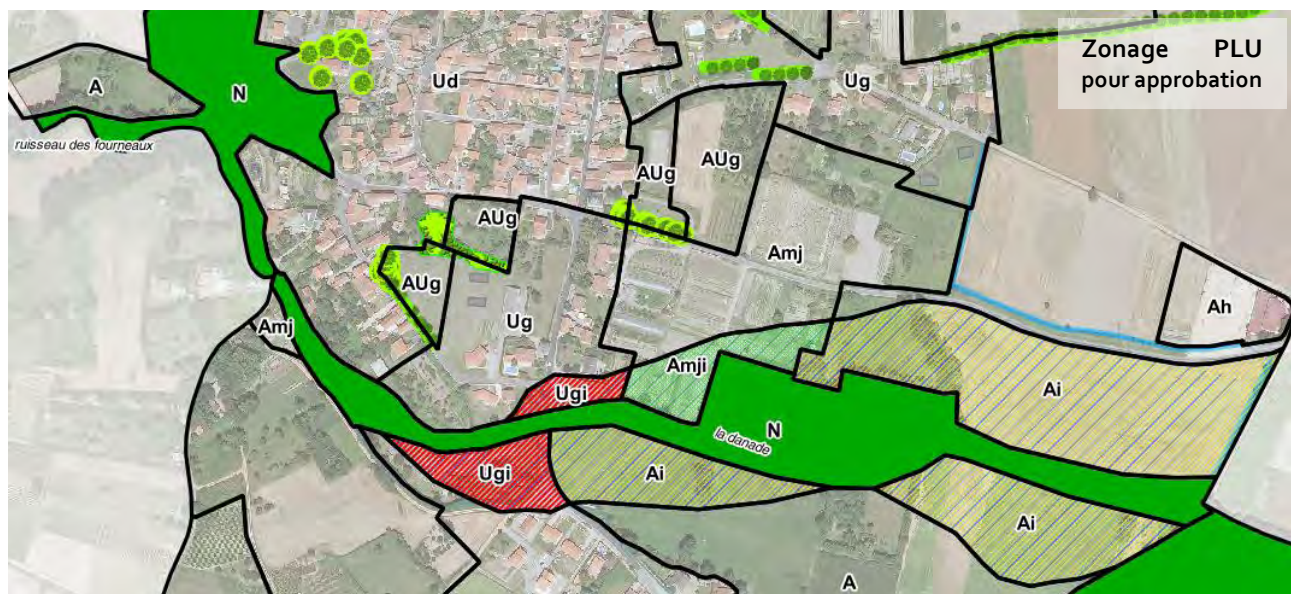 Zonage PLU
pour approbation
A
N
Ud
Ug
ruisseau des fourneaux
AUg
AUg
AUg
Amj
AUg
Ug
Ah
Amj
Amji
Ugi
Ai
N
la danade
Ugi
Ai
Ai
A